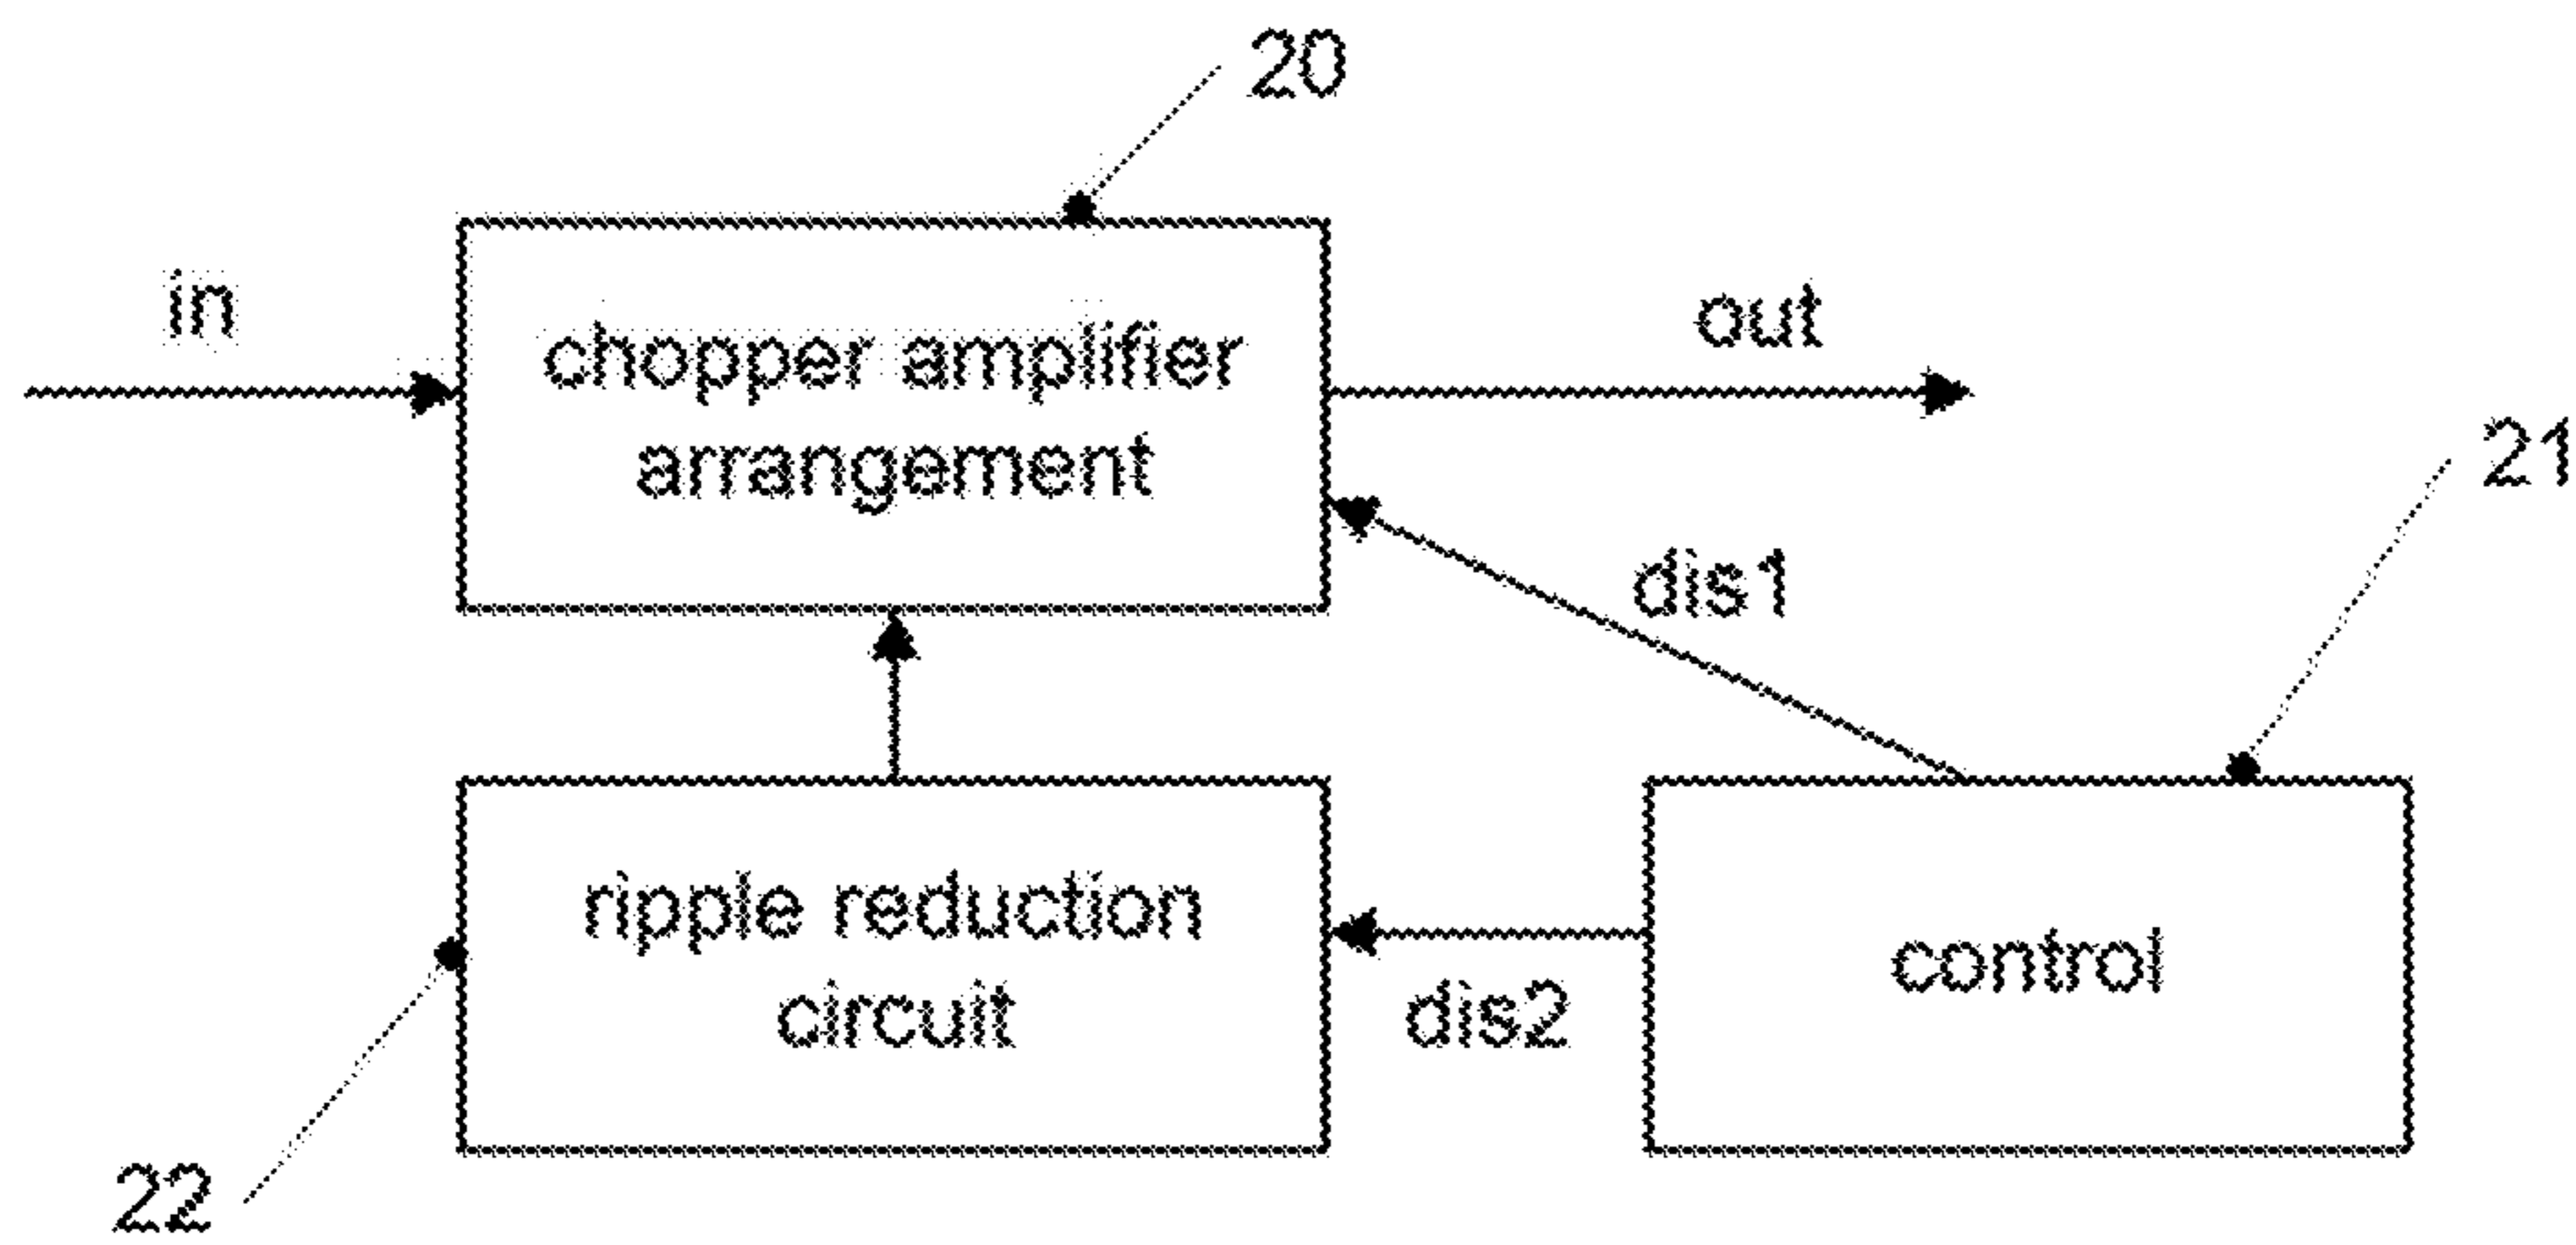 20
in
chopper amplifier
arrangement
out
21
dis1
ripple reduction
circuit
dis2
control
22